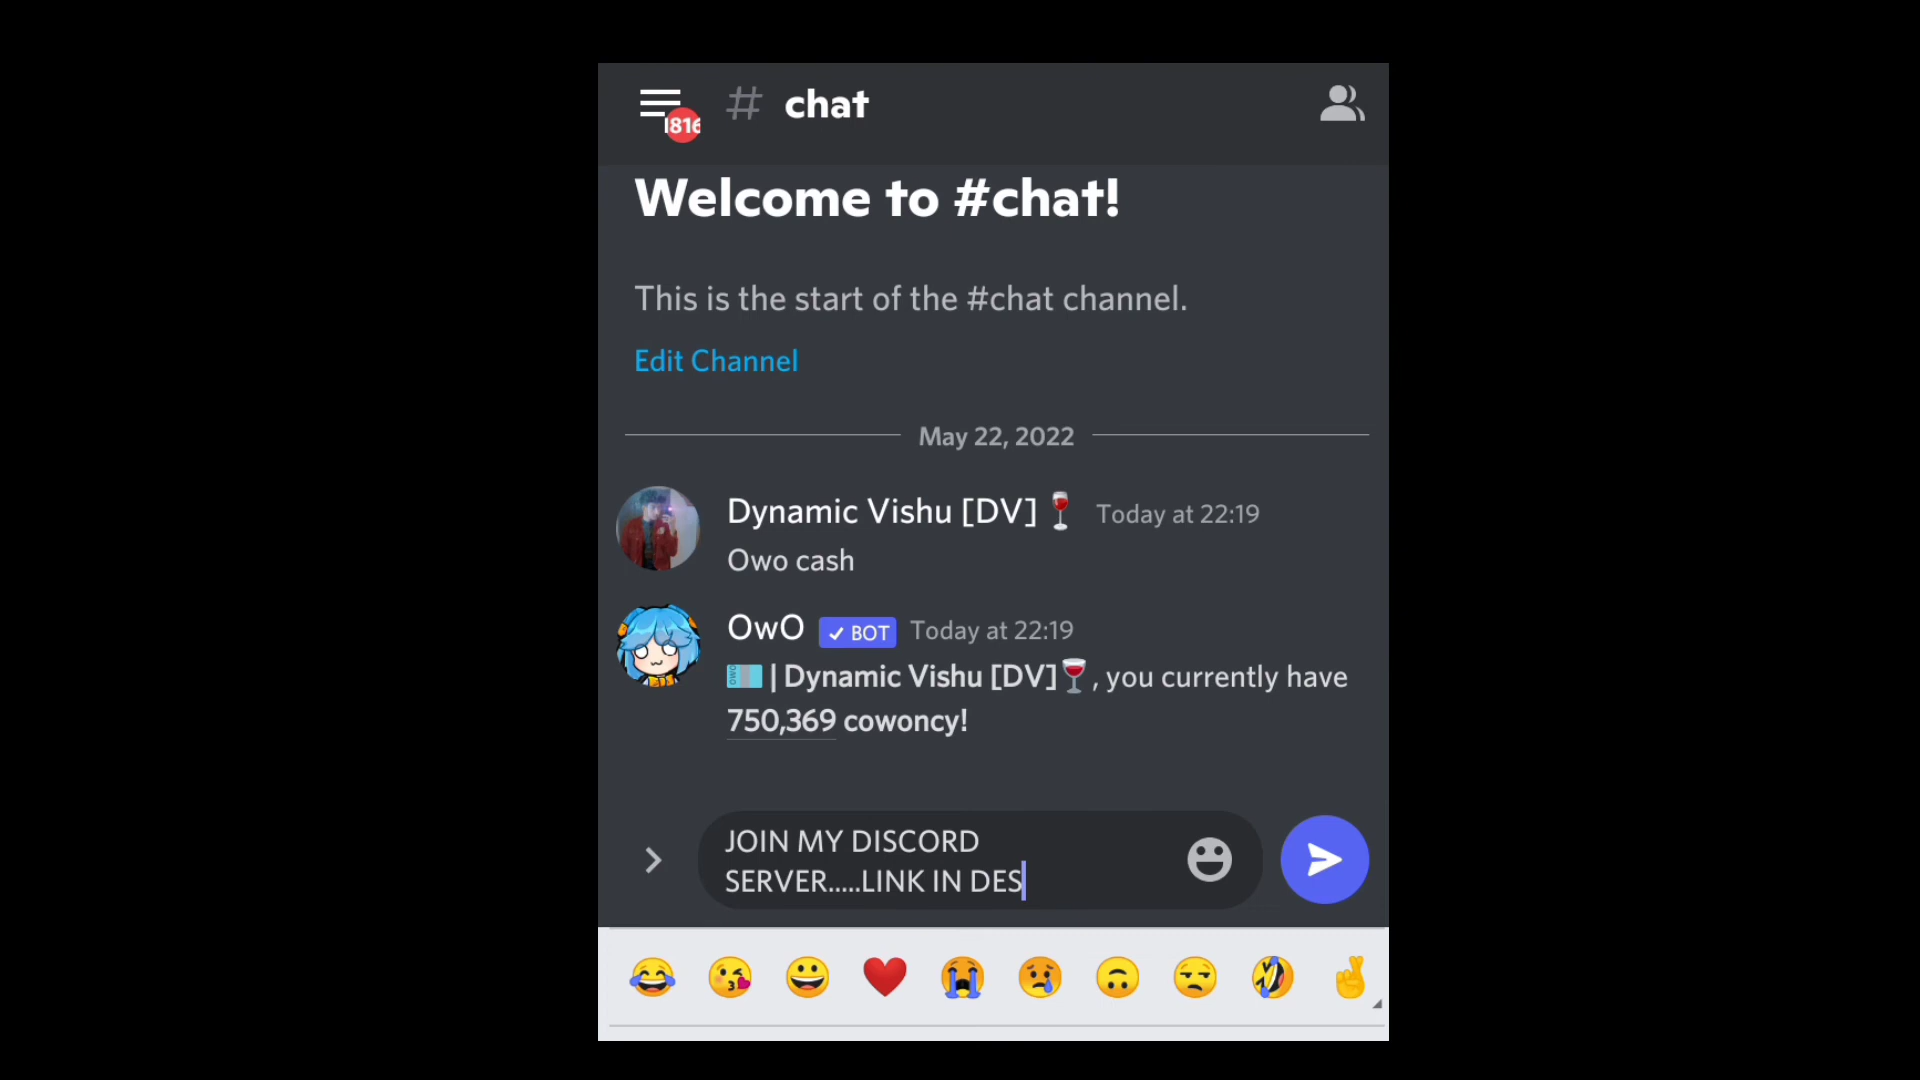 1816
# chat
Welcome to #chat!
This is the start of the #chat channel.
Edit Channel
May 22, 2022
Dynamic Vishu [DV]🍷 Today at 22:19
Owo cash
OwO ✓ BOT Today at 22:19
| Dynamic Vishu [DV]🍷, you currently have
750,369 cowoncy!
JOIN MY DISCORD
SERVER.....LINK IN DES